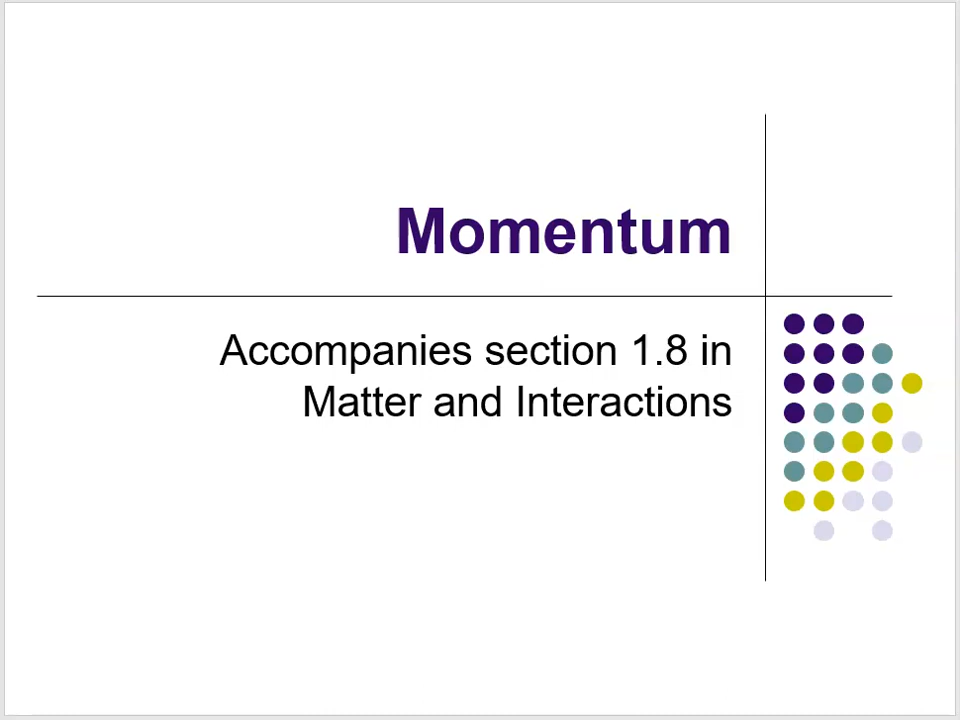 Momentum
Accompanies section 1.8 in
Matter and Interactions